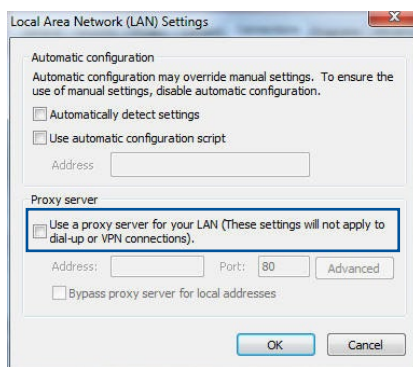 Local Area Network (LAN) Settings
Automatic configuration
Automatic configuration may override manual settings. To ensure the
use of manual settings, disable automatic configuration.
Automatically detect settings
Use automatic configuration script
Address
Proxy server
Use a proxy server for your LAN (These settings will not apply to
dial-up or VPN connections).
Address:
Port: 80
Advanced
Bypass proxy server for local addresses
OK
Cancel